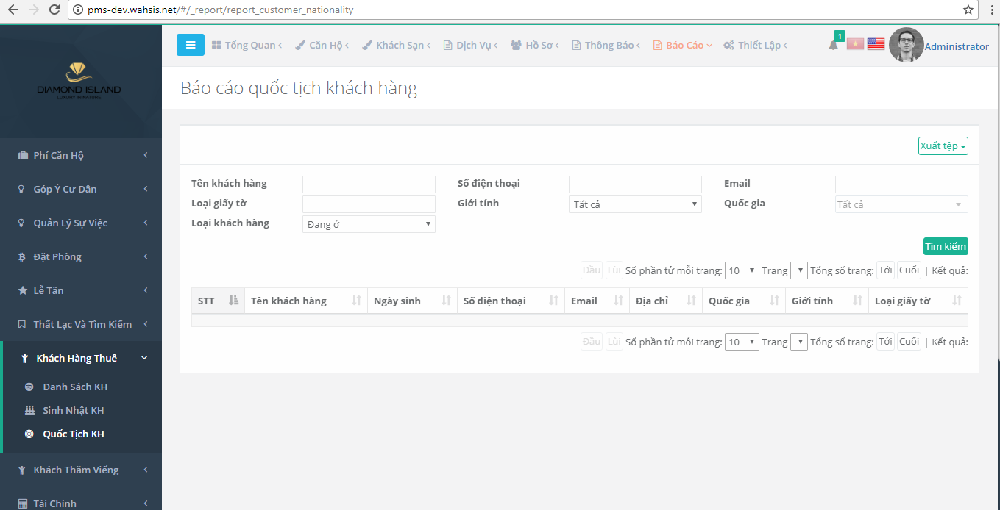 pms-dev.wahsis.net/#/_report/report_customer_nationality
DIAMOND ISLAND
LUXURY IN NATURE
Phí Căn Hộ
Góp Ý Cư Dân
Quản Lý Sự Việc
Đặt Phòng
Lễ Tân
Thất Lạc Và Tìm Kiếm
Khách Hàng Thuê
Danh Sách KH
Sinh Nhật KH
Quốc Tịch KH
Khách Thăm Viếng
Tài Chính
Tổng Quan Căn Hộ Khách Sạn Dịch Vụ Hồ Sơ Thông Báo Báo Cáo Thiết Lập 1 Administrator
Báo cáo quốc tịch khách hàng
Xuất tệp
Tên khách hàng Số điện thoại Email
Loại giấy tờ Giới tính Tất cả Quốc gia Tất cả
Loại khách hàng Đang ở
Tìm kiếm
Đầu Lùi Số phần tử mỗi trang: 10 Trang Tổng số trang: Tới Cuối | Kết quả:
STT Tên khách hàng Ngày sinh Số điện thoại Email Địa chỉ Quốc gia Giới tính Loại giấy tờ
Đầu Lùi Số phần tử mỗi trang: 10 Trang Tổng số trang: Tới Cuối | Kết quả: